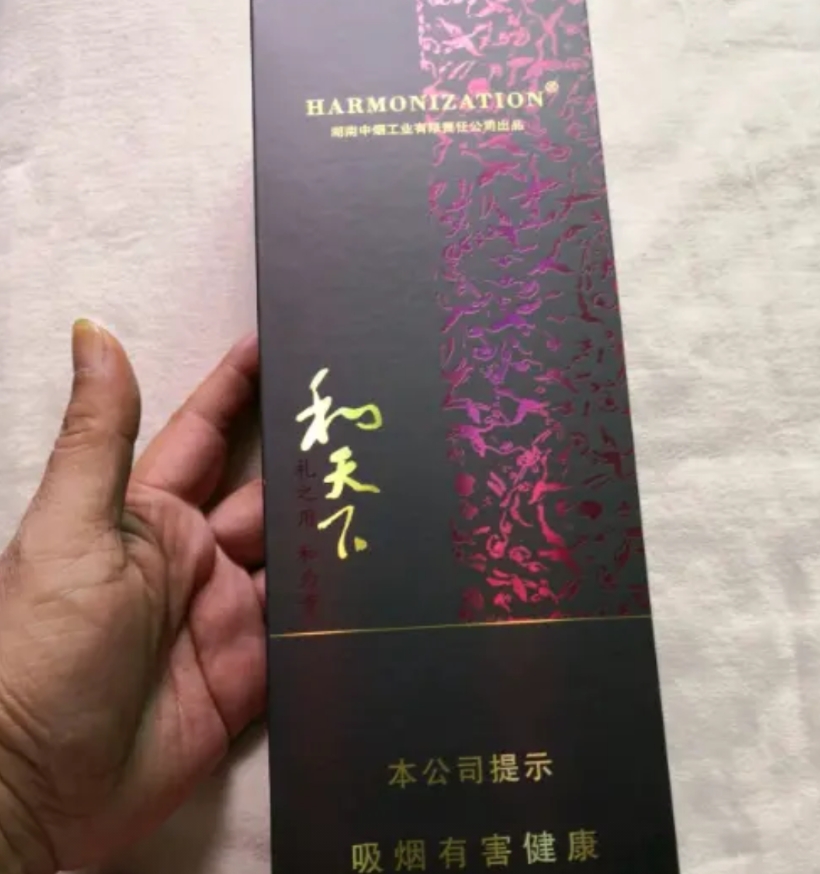 HARMONIZATION®
湖南中烟工业有限责任公司出品
和天下
礼之用 和为贵
本公司提示
吸烟有害健康